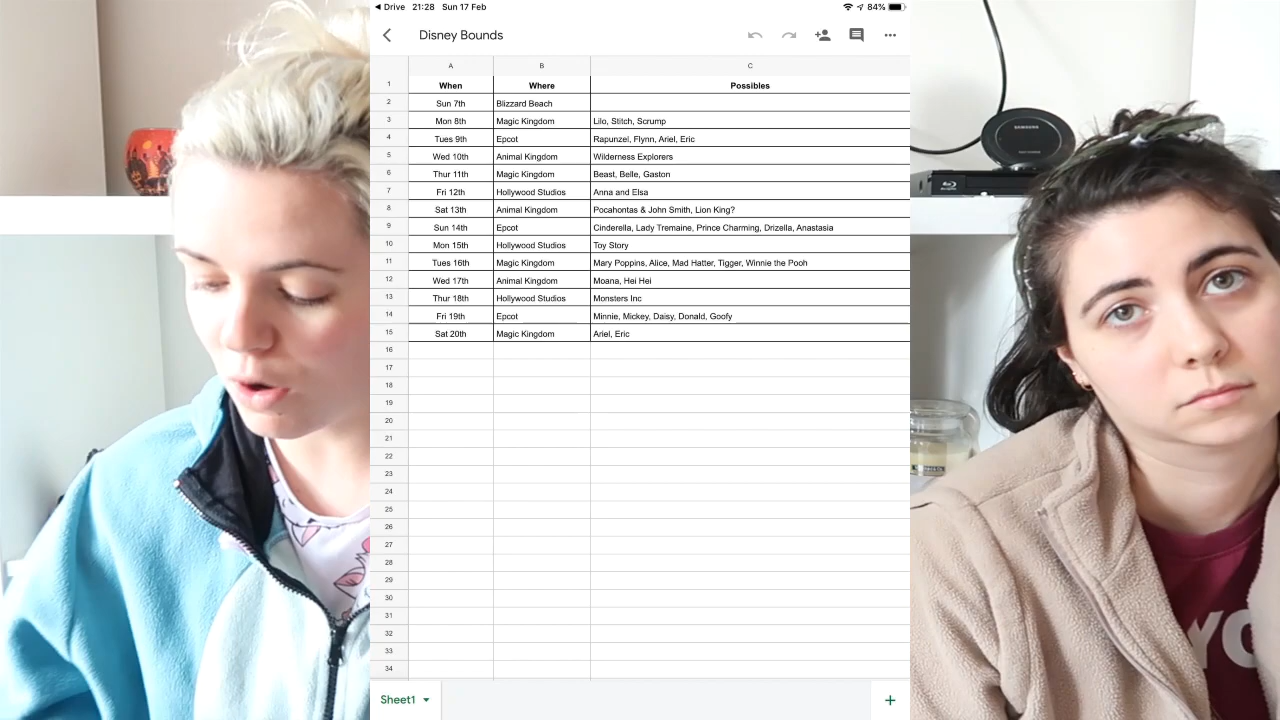 Drive 21:28 Sun 17 Feb 84%
Disney Bounds
A B C
1 When Where Possibles
2 Sun 7th Blizzard Beach
3 Mon 8th Magic Kingdom Lilo, Stitch, Scrump
4 Tues 9th Epcot Rapunzel, Flynn, Ariel, Eric
5 Wed 10th Animal Kingdom Wilderness Explorers
6 Thur 11th Magic Kingdom Beast, Belle, Gaston
7 Fri 12th Hollywood Studios Anna and Elsa
8 Sat 13th Animal Kingdom Pocahontas & John Smith, Lion King?
9 Sun 14th Epcot Cinderella, Lady Tremaine, Prince Charming, Drizella, Anastasia
10 Mon 15th Hollywood Studios Toy Story
11 Tues 16th Magic Kingdom Mary Poppins, Alice, Mad Hatter, Tigger, Winnie the Pooh
12 Wed 17th Animal Kingdom Moana, Hei Hei
13 Thur 18th Hollywood Studios Monsters Inc
14 Fri 19th Epcot Minnie, Mickey, Daisy, Donald, Goofy
15 Sat 20th Magic Kingdom Ariel, Eric
16
17
18
19
20
21
22
23
24
25
26
27
28
29
30
31
32
33
34
Sheet1
SAMSUNG
YO